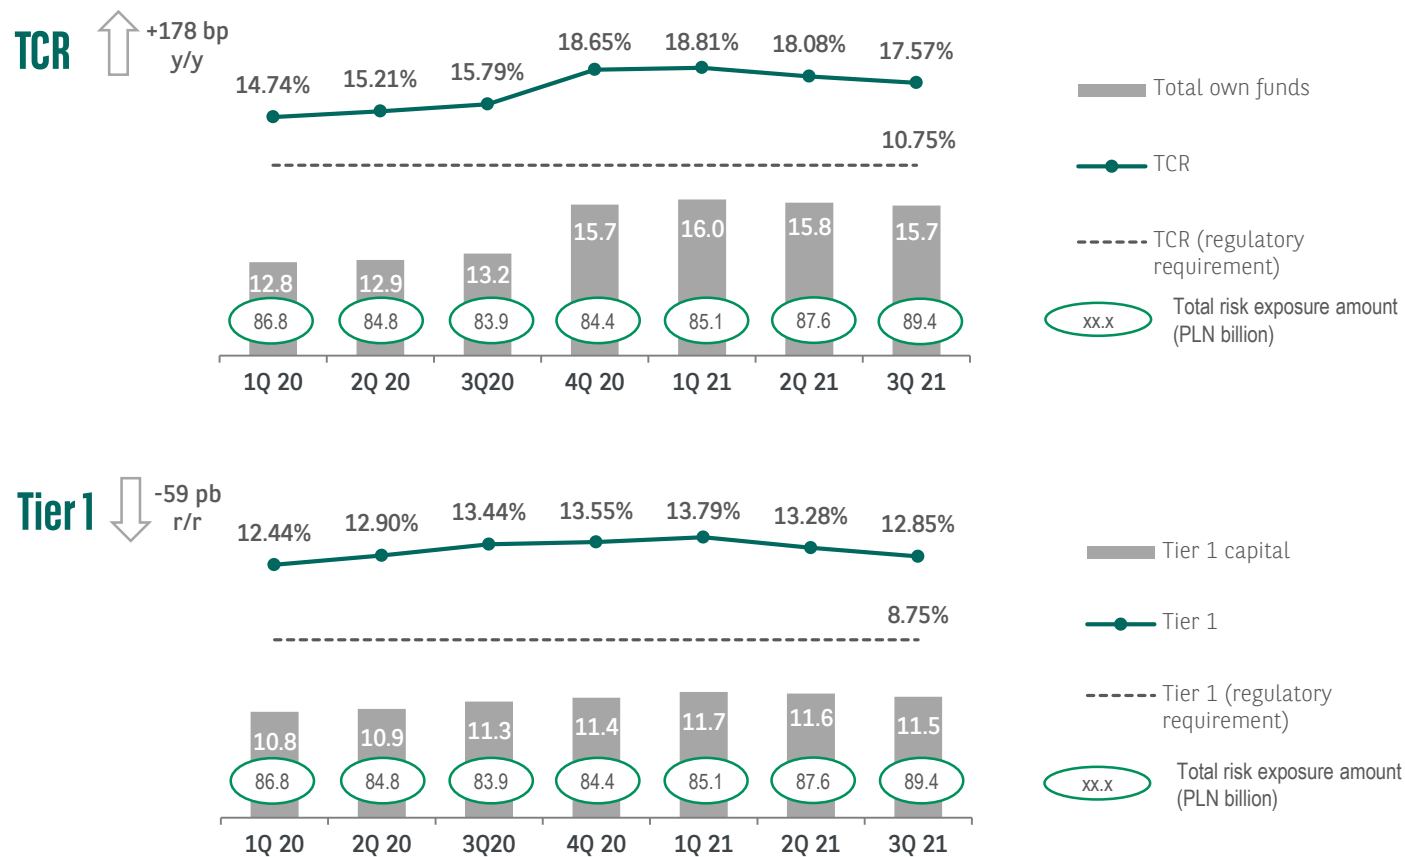 TCR
+178 bp
y/y
14.74%
15.21%
15.79%
18.65%
18.81%
18.08%
17.57%
10.75%
12.8
12.9
13.2
15.7
16.0
15.8
15.7
86.8
84.8
83.9
84.4
85.1
87.6
89.4
1Q 20
2Q 20
3Q20
4Q 20
1Q 21
2Q 21
3Q 21
Total own funds
TCR
TCR (regulatory
requirement)
xx.x
Total risk exposure amount
(PLN billion)
Tier 1
-59 pb
r/r
12.44%
12.90%
13.44%
13.55%
13.79%
13.28%
12.85%
8.75%
10.8
10.9
11.3
11.4
11.7
11.6
11.5
86.8
84.8
83.9
84.4
85.1
87.6
89.4
1Q 20
2Q 20
3Q20
4Q 20
1Q 21
2Q 21
3Q 21
Tier 1 capital
Tier 1
Tier 1 (regulatory
requirement)
xx.x
Total risk exposure amount
(PLN billion)